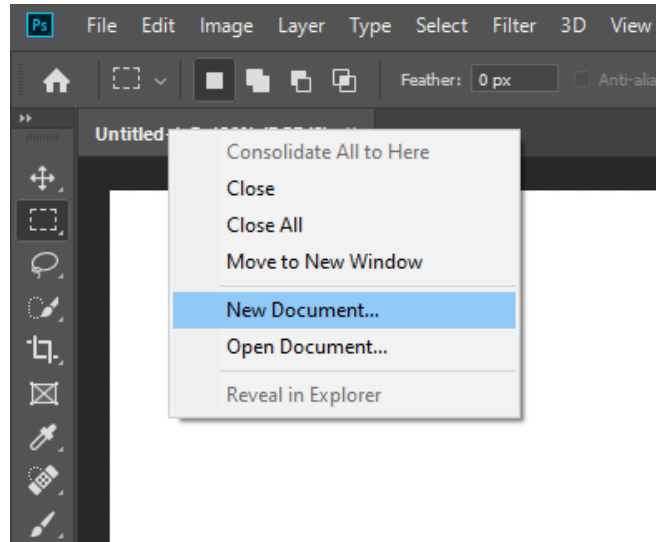 Ps File Edit Image Layer Type Select Filter 3D View
Feather: 0 px
Untitled-
Consolidate All to Here
Close
Close All
Move to New Window
New Document...
Open Document...
Reveal in Explorer